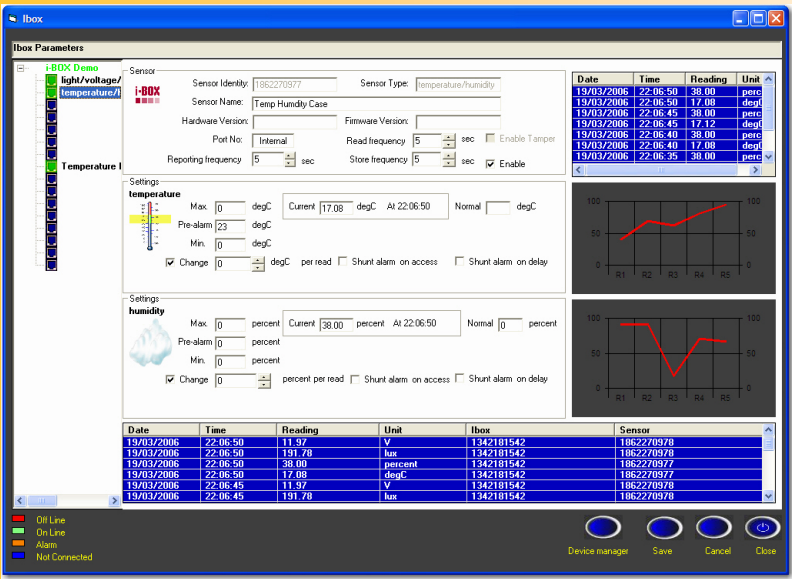 Ibox
Ibox Parameters
i-BOX Demo
light/voltage/
temperature/h
Temperature
Sensor
i·BOX
Sensor Identity: 1862270977 Sensor Type: temperature/humidity
Sensor Name: Temp Humdity Case
Hardware Version: Firmware Version:
Port No: Internal Read frequency 5 sec Enable Tamper
Reporting frequency 5 sec Store frequency 5 sec Enable
Date Time Reading Unit
19/03/2006 22:06:50 38.00 perc
19/03/2006 22:06:50 17.08 deg
19/03/2006 22:06:45 38.00 perc
19/03/2006 22:06:45 17.12 deg
19/03/2006 22:06:40 38.00 perc
19/03/2006 22:06:40 17.08 deg
19/03/2006 22:06:35 38.00 perc
Settings
temperature
Max. 0 degC Current 17.08 degC At 22:06:50 Normal degC
Pre-alarm 23 degC
Min. 0 degC
Change 0 degC per read Shunt alarm on access Shunt alarm on delay
100 100
50 50
0 0
R1 R2 R3 R4 R5
Settings
humidity
Max. 0 percent Current 38.00 percent At 22:06:50 Normal 0 percent
Pre-alarm 0 percent
Min. 0 percent
Change 0 percent per read Shunt alarm on access Shunt alarm on delay
100 100
50 50
0 0
R1 R2 R3 R4 R5
Date Time Reading Unit Ibox Sensor
19/03/2006 22:06:50 11.97 V 1342181542 1862270978
19/03/2006 22:06:50 191.78 lux 1342181542 1862270978
19/03/2006 22:06:50 38.00 percent 1342181542 1862270977
19/03/2006 22:06:50 17.08 degC 1342181542 1862270977
19/03/2006 22:06:45 11.97 V 1342181542 1862270978
19/03/2006 22:06:45 191.78 lux 1342181542 1862270978
Off Line
On Line
Alarm
Not Connected
Device manager Save Cancel Close